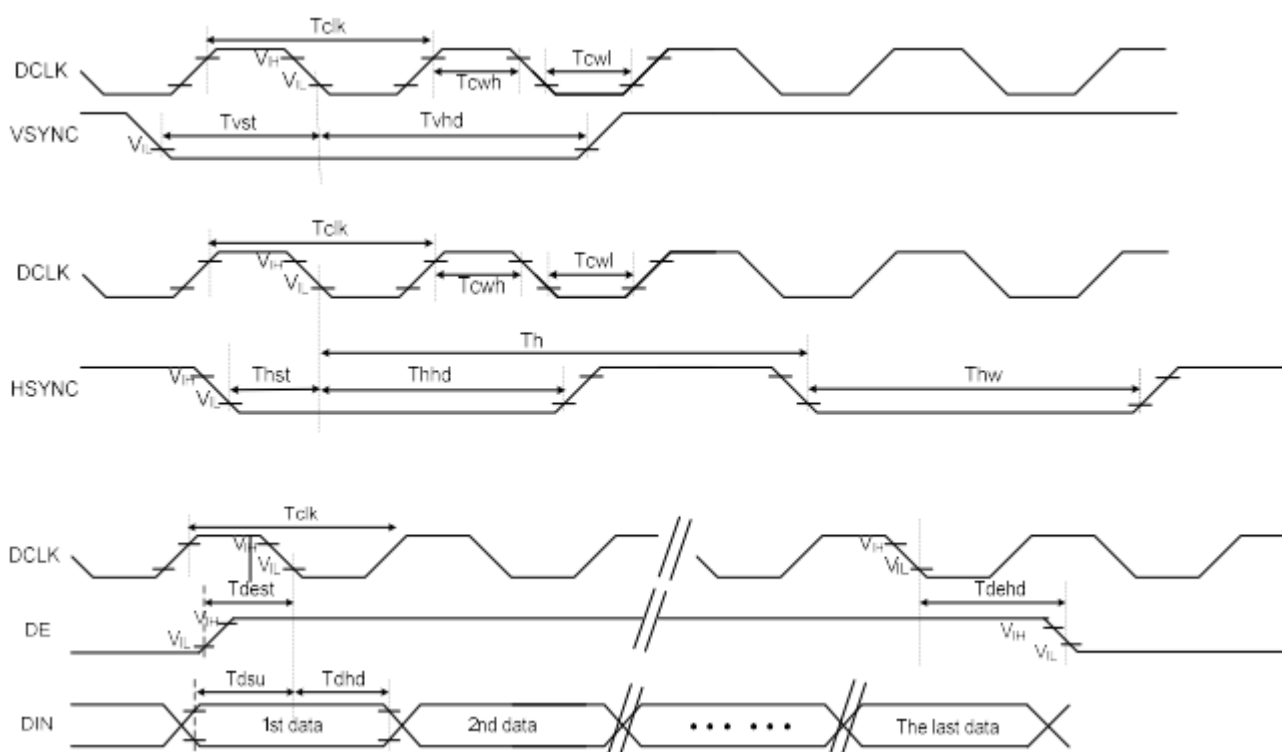 Tclk
DCLK VIH VIL Tcwh Tcwl
VSYNC VIL Tvst Tvhd
Tclk
DCLK VIH VIL Tcwh Tcwl
Th
HSYNC VIH VIL Thst Thhd Thw
Tclk
DCLK VIH VIL VIH VIL
Tdest Tdehd
DE VIL VIH VIH VIL
Tdsu Tdhd
DIN 1st data 2nd data • • • • • • The last data